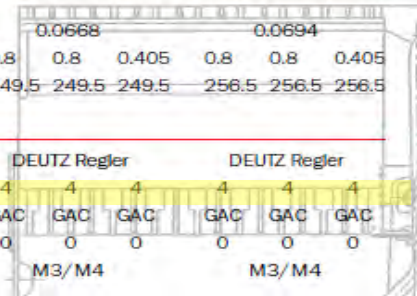 0.0668 0.0694
.8 0.8 0.405 0.8 0.8 0.405
49.5 249.5 249.5 256.5 256.5 256.5
DEUTZ Regler DEUTZ Regler
4 4 4 4 4 4
GAC GAC GAC GAC GAC GAC
0 0 0 0 0 0
M3/M4 M3/M4